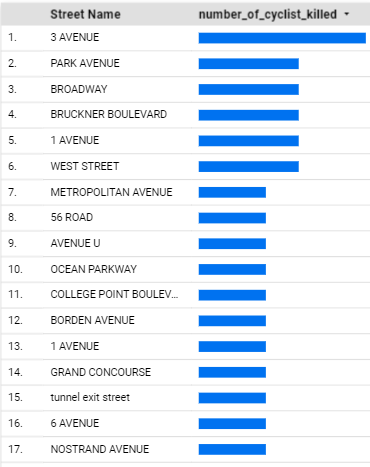 Street Name number_of_cyclist_killed
1. 3 AVENUE
2. PARK AVENUE
3. BROADWAY
4. BRUCKNER BOULEVARD
5. 1 AVENUE
6. WEST STREET
7. METROPOLITAN AVENUE
8. 56 ROAD
9. AVENUE U
10. OCEAN PARKWAY
11. COLLEGE POINT BOULEV...
12. BORDEN AVENUE
13. 1 AVENUE
14. GRAND CONCOURSE
15. tunnel exit street
16. 6 AVENUE
17. NOSTRAND AVENUE